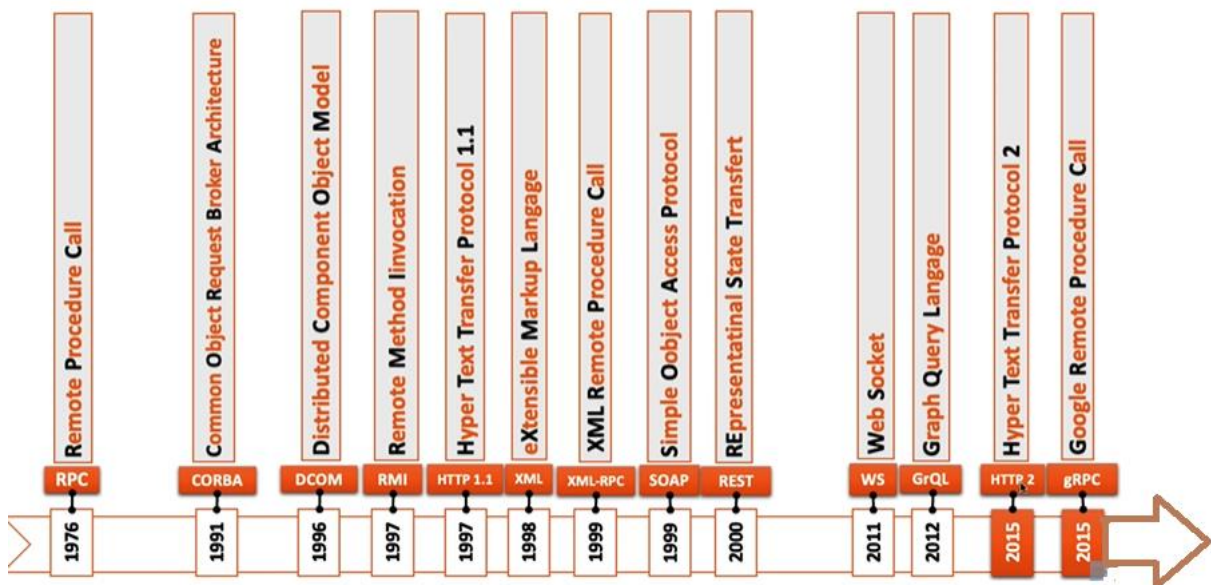 Remote Procedure Call
Common Object Request Broker Architecture
Distributed Component Object Model
Remote Method Iinvocation
Hyper Text Transfer Protocol 1.1
eXtensible Markup Langage
XML Remote Procedure Call
Simple Oobject Access Protocol
REpresentatinal State Transfert
Web Socket
Graph Query Langage
Hyper Text Transfer Protocol 2
Google Remote Procedure Call
RPC
CORBA
DCOM
RMI
HTTP 1.1
XML
XML-RPC
SOAP
REST
WS
GrQL
HTTP 2
gRPC
1976
1991
1996
1997
1997
1998
1999
1999
2000
2011
2012
2015
2015